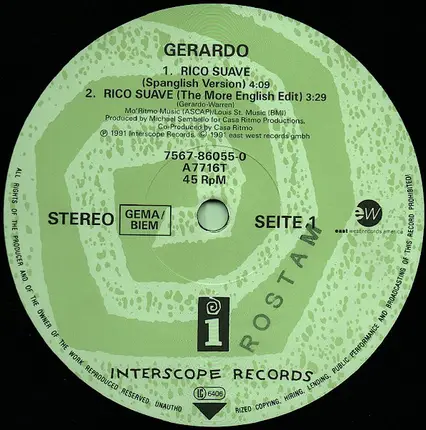 GERARDO
1. RICO SUAVE
(Spanglish Version) 4:09
2. RICO SUAVE (The More English Edit) 3:29
(Gerardo-Warren)
Mo'Ritmo Music (ASCAP)/Louis St. Music (BMI)
Produced by Michael Sembello for Casa Ritmo Productions.
Co-Produced by Casa Ritmo
℗ 1991 Interscope Records. © 1991 east west records gmbh
7567-86055-0
A7716T
45 RpM
STEREO
GEMA/
BIEM
SEITE 1
ew
east west records america
ROSTAM
i
INTERSCOPE RECORDS
LC 6406
ALL RIGHTS OF THE PRODUCER AND OF THE OWNER OF THE WORK REPRODUCED RESERVED. UNAUTHO
RIZED COPYING, HIRING, LENDING, PUBLIC PERFORMANCE AND BROADCASTING OF THIS RECORD PROHIBITED!